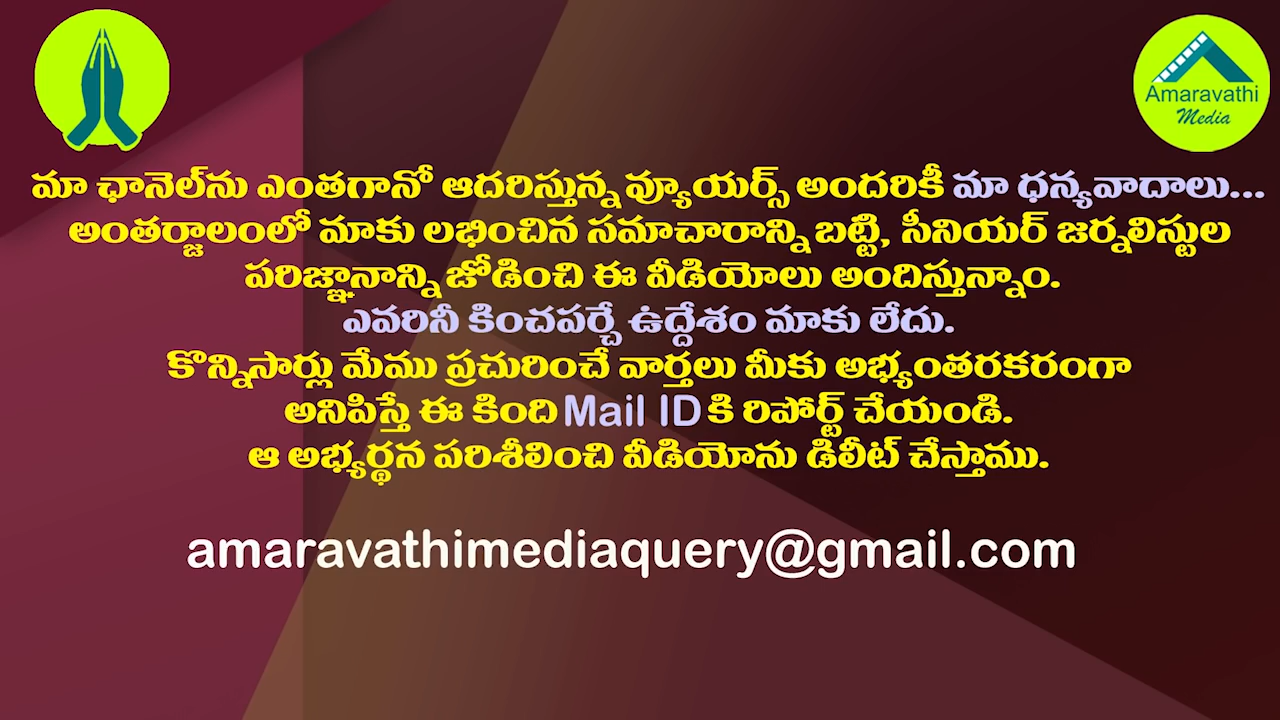 Amaravathi
Media
మా ఛానెల్‌ను ఎంతగానో ఆదరిస్తున్న వ్యూయర్స్ అందరికీ మా ధన్యవాదాలు...
అంతర్జాలంలో మాకు లభించిన సమాచారాన్ని బట్టి, సీనియర్ జర్నలిస్టుల
పరిజ్ఞానాన్ని జోడించి ఈ వీడియోలు అందిస్తున్నాం.
ఎవరినీ కించపర్చే ఉద్దేశం మాకు లేదు.
కొన్నిసార్లు మేము ప్రచురించే వార్తలు మీకు అభ్యంతరకరంగా
అనిపిస్తే ఈ కింది Mail ID కి రిపోర్ట్ చేయండి.
ఆ అభ్యర్థన పరిశీలించి వీడియోను డిలీట్ చేస్తాము.
amaravathimediaquery@gmail.com